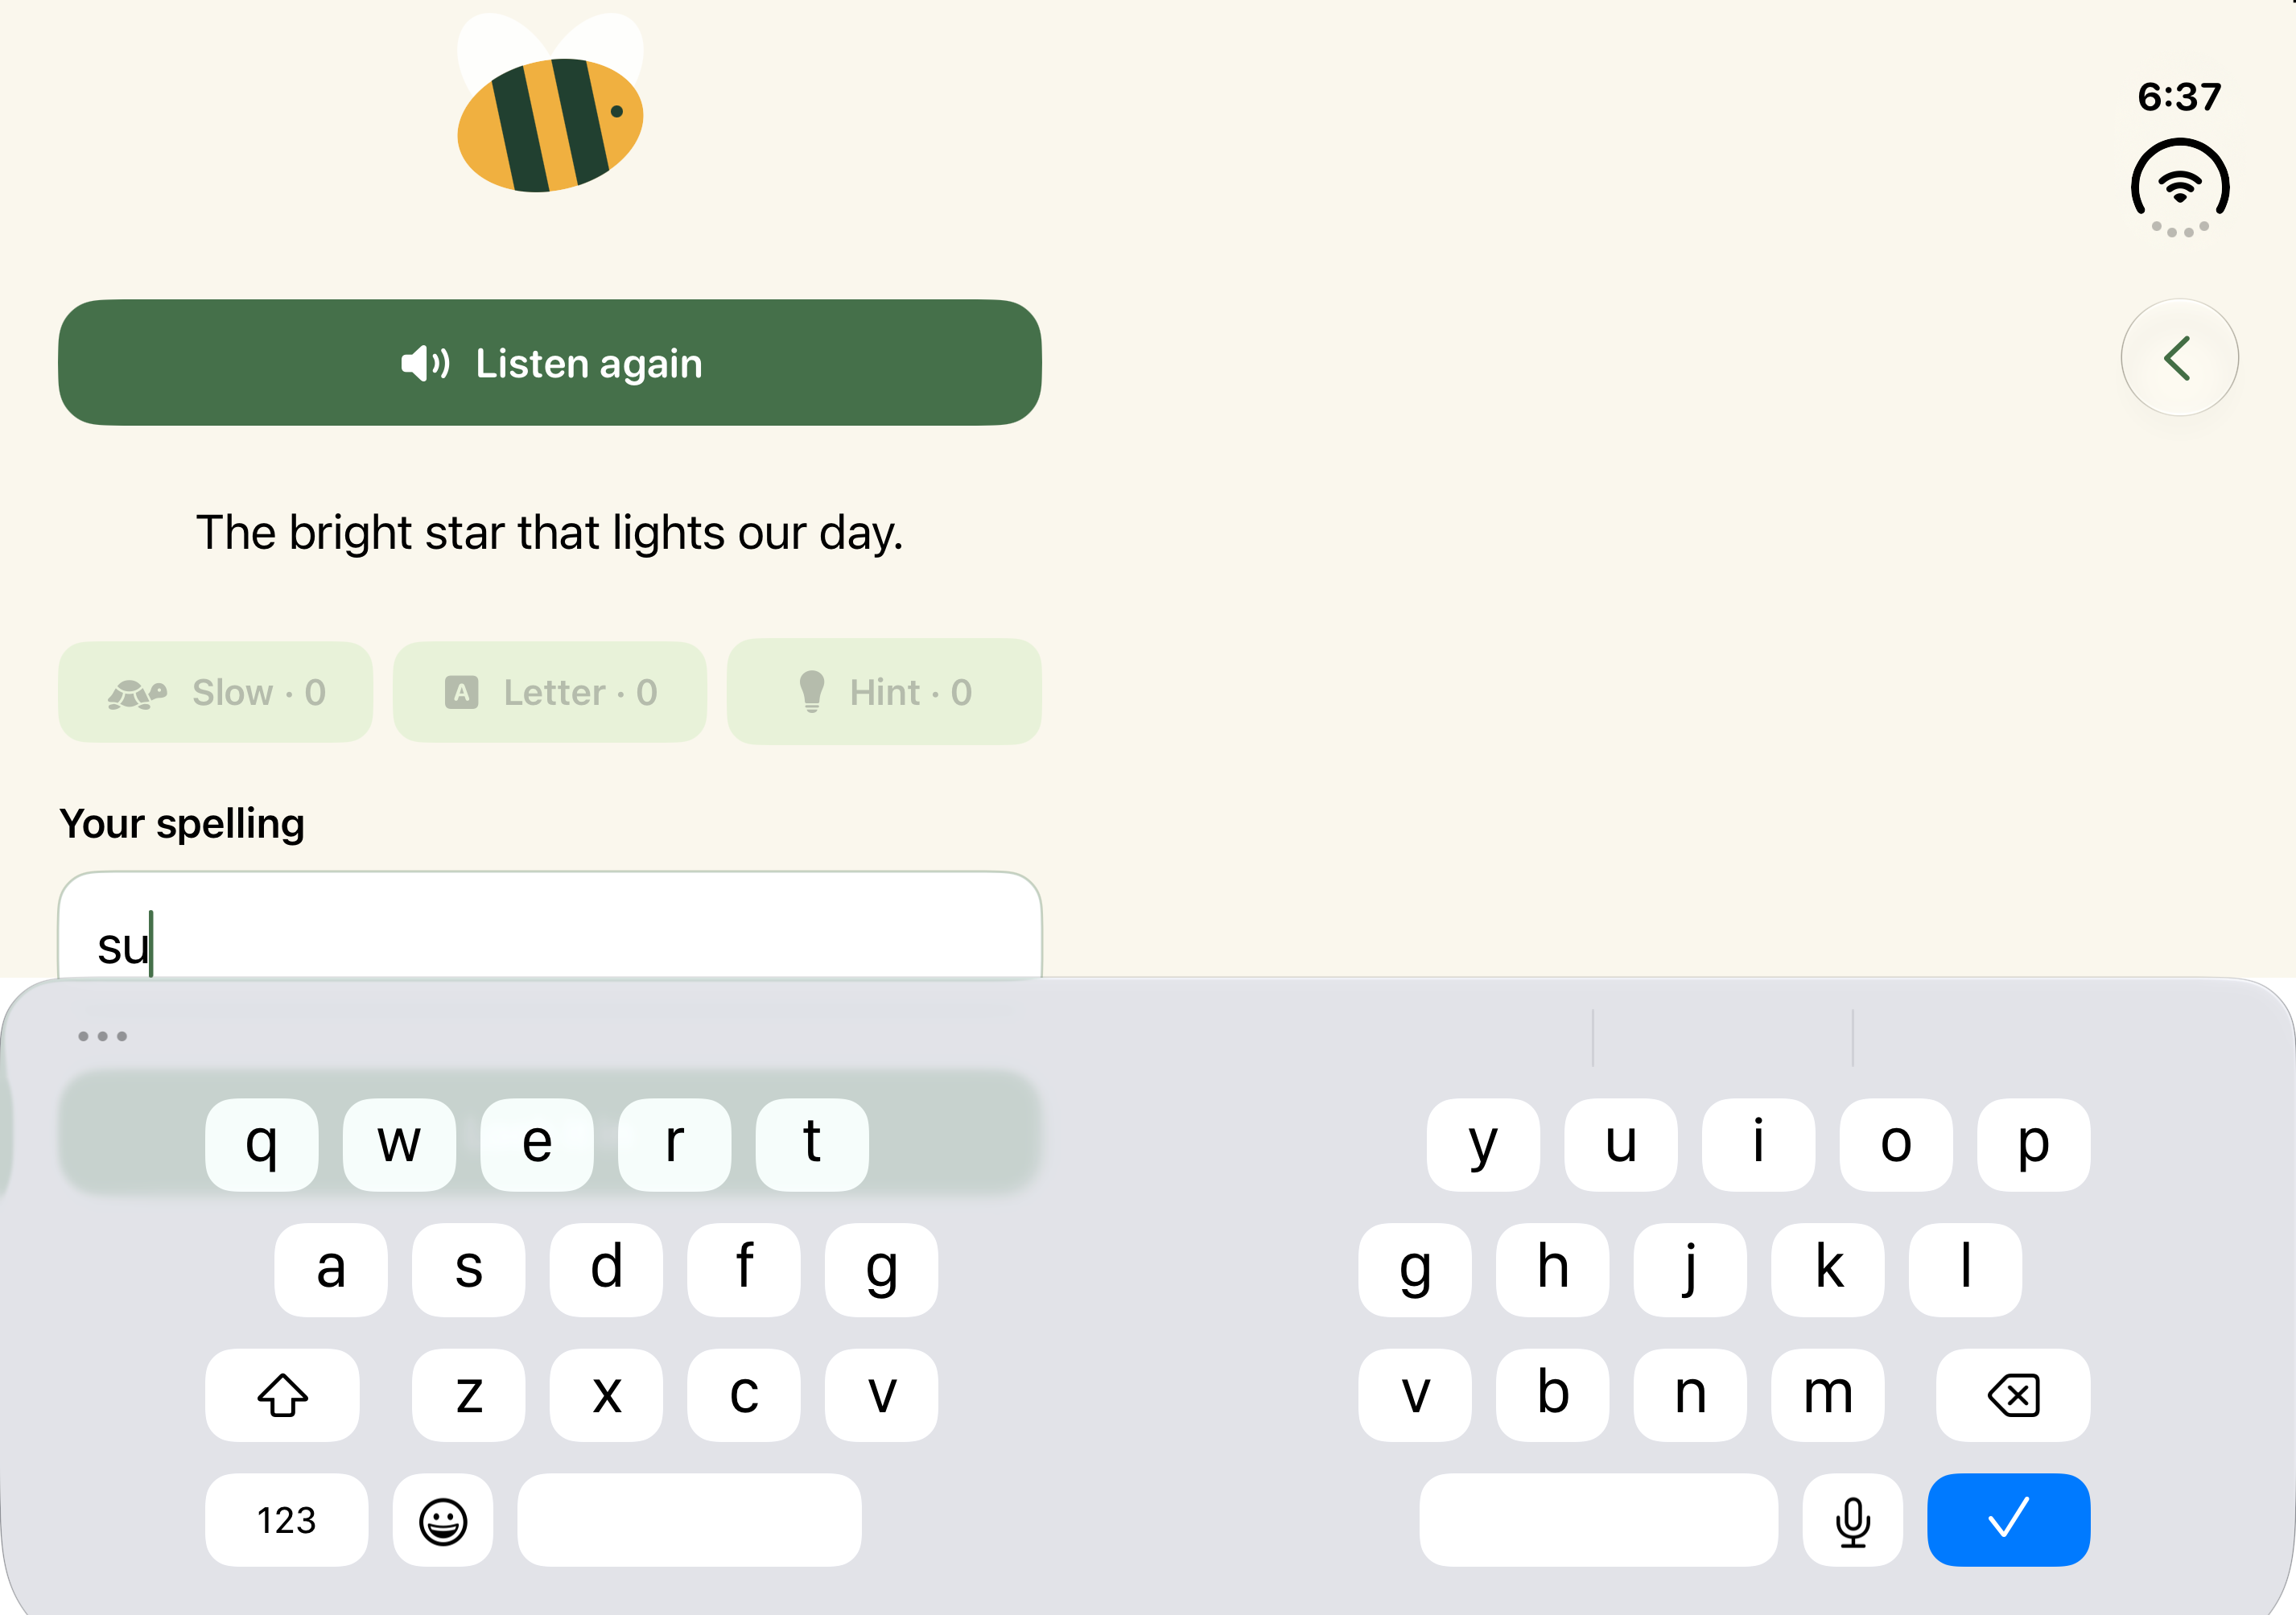 6:37
Listen again
The bright star that lights our day.
Slow · 0
A Letter · 0
Hint · 0
Your spelling
su
q w e r t y u i o p
a s d f g g h j k l
z x c v v b n m
123